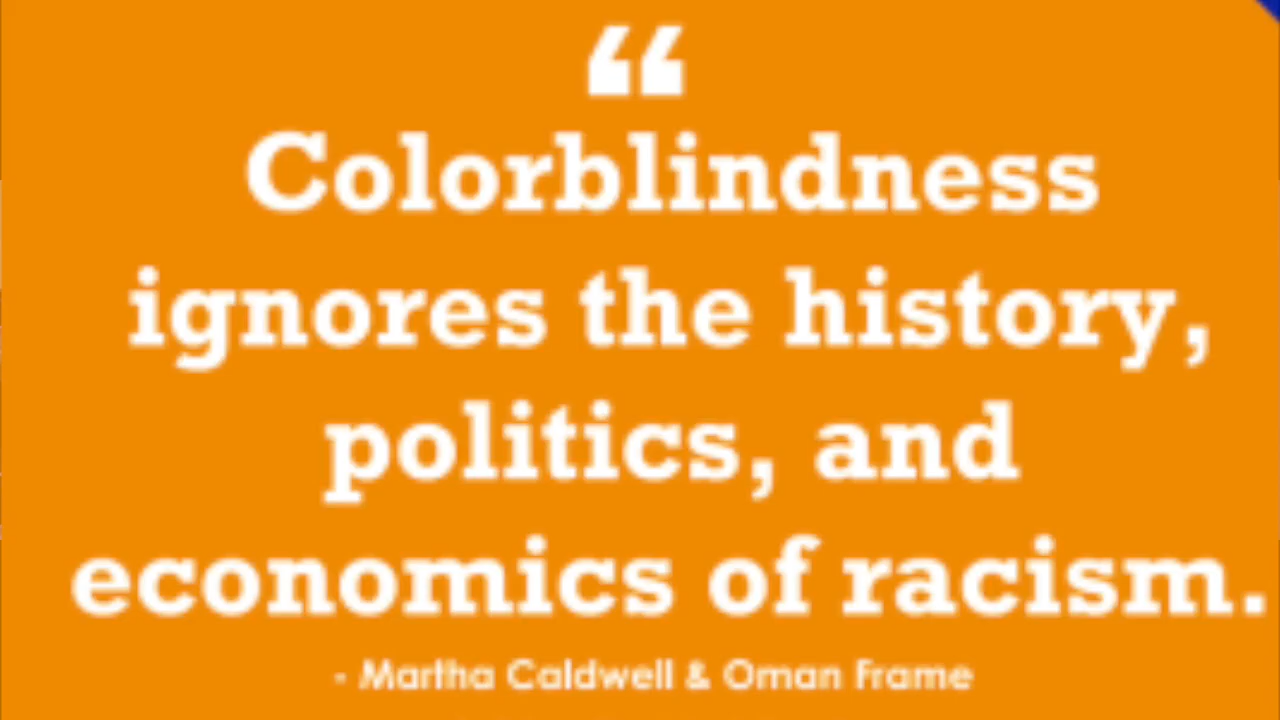 “
Colorblindness
ignores the history,
politics, and
economics of racism.
- Martha Caldwell & Oman Frame